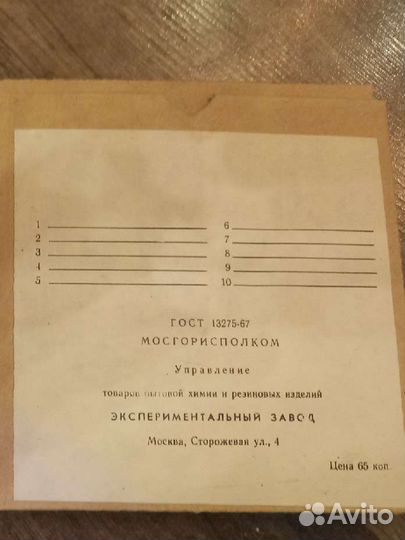 1
2
3
4
5
6
7
8
9
10
ГОСТ 13275-67
МОСГОРИСПОЛКОМ
Управление
товаров бытовой химии и резиновых изделий
ЭКСПЕРИМЕНТАЛЬНЫЙ ЗАВОД
Москва, Сторожевая ул., 4
Цена 65 коп.
Avito